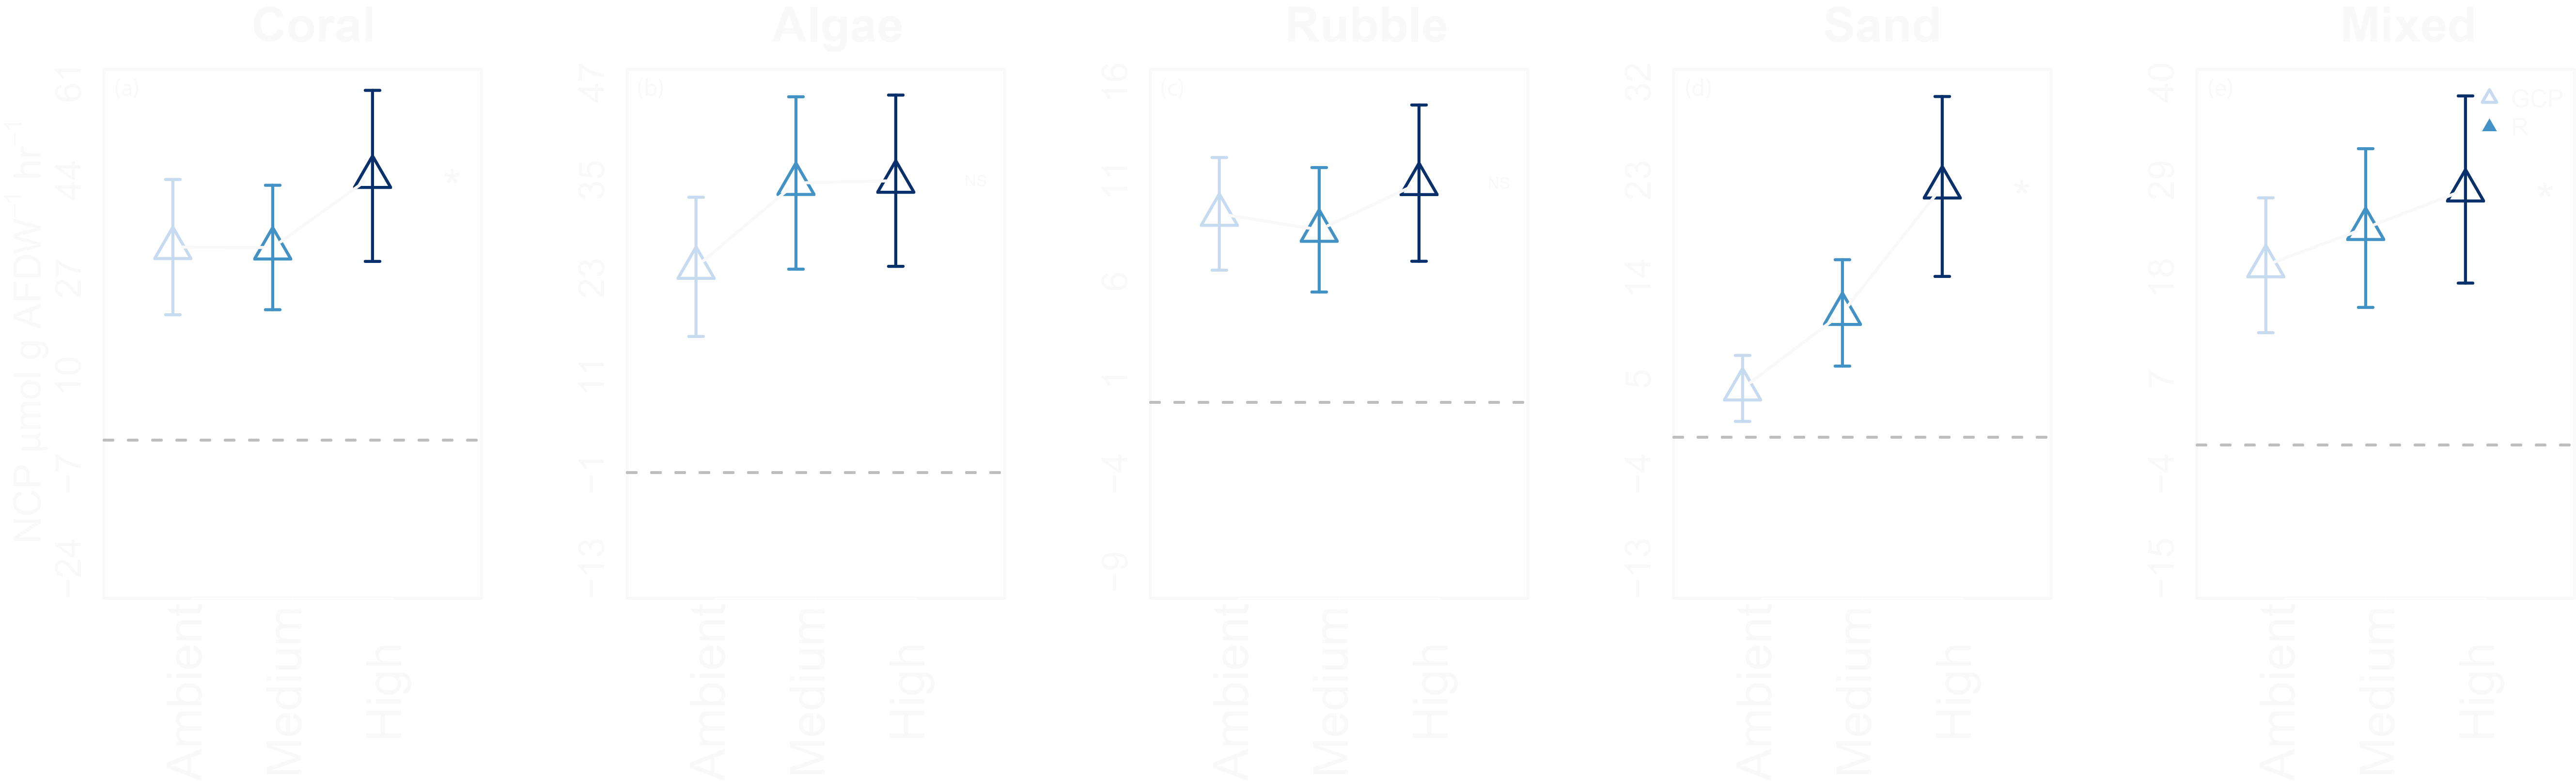 Coral
Algae
Rubble
Sand
Mixed
NCP µmol g AFDW⁻¹ hr⁻¹
(a)
61
44
27
10
−7
−24
*
Ambient
Medium
High
(b)
47
35
23
11
−1
−13
NS
Ambient
Medium
High
(c)
16
11
6
1
−4
−9
NS
Ambient
Medium
High
(d)
32
23
14
5
−4
−13
*
Ambient
Medium
High
(e)
40
29
18
7
−4
−15
GCP
R
*
Ambient
Medium
High